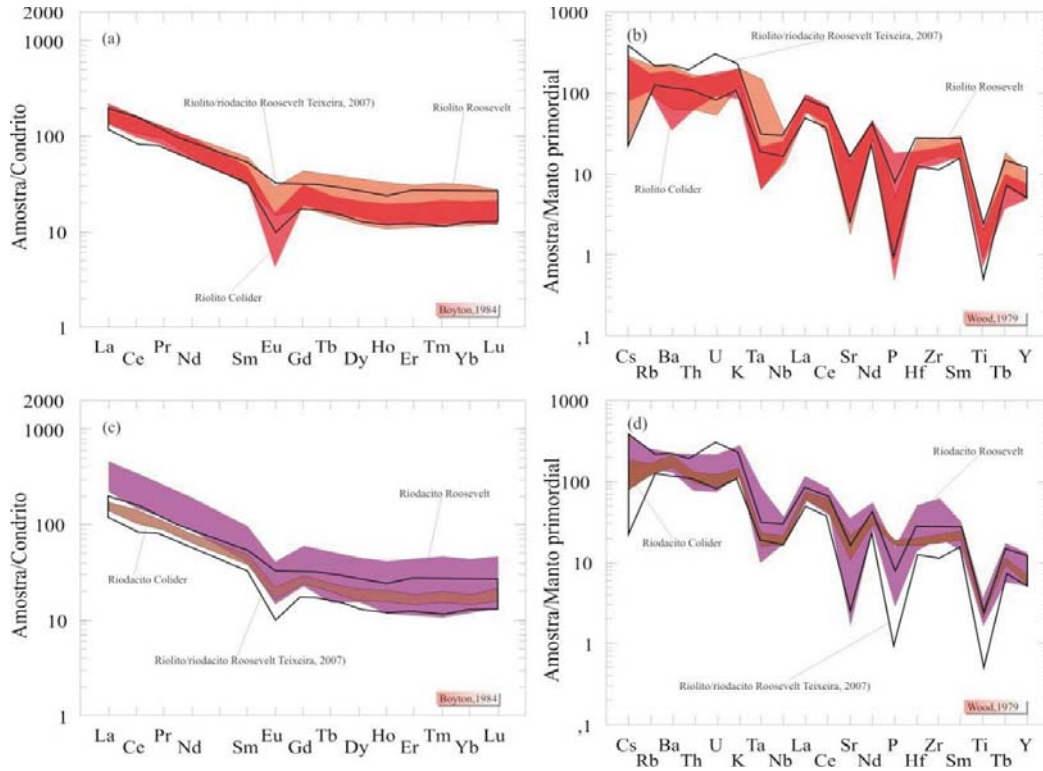 2000
1000
100
10
1
Amostra/Condrito
(a)
Riolito/riodacito Roosevelt Teixeira, 2007)
Riolito Roosevelt
Riolito Colider
Boyton,1984
La Ce Pr Nd Sm Eu Gd Tb Dy Ho Er Tm Yb Lu
1000
100
10
1
,1
Amostra/Manto primordial
(b)
Riolito/riodacito Roosevelt Teixeira, 2007)
Riolito Roosevelt
Riolito Colider
Wood,1979
Cs Rb Ba Th U K Ta Nb La Ce Sr Nd P Hf Zr Sm Ti Tb Y
2000
1000
100
10
1
Amostra/Condrito
(c)
Riodacito Roosevelt
Riodacito Colider
Riolito/riodacito Roosevelt Teixeira, 2007)
Boyton,1984
La Ce Pr Nd Sm Eu Gd Tb Dy Ho Er Tm Yb Lu
1000
100
10
1
,1
Amostra/Manto primordial
(d)
Riodacito Roosevelt
Riodacito Colider
Riolito/riodacito Roosevelt Teixeira, 2007)
Wood,1979
Cs Rb Ba Th U K Ta Nb La Ce Sr Nd P Hf Zr Sm Ti Tb Y